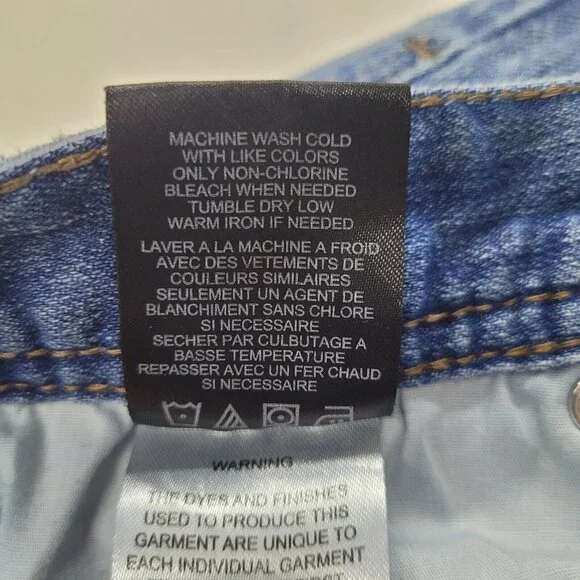 MACHINE WASH COLD
WITH LIKE COLORS
ONLY NON-CHLORINE
BLEACH WHEN NEEDED
TUMBLE DRY LOW
WARM IRON IF NEEDED
LAVER A LA MACHINE A FROID
AVEC DES VETEMENTS DE
COULEURS SIMILAIRES
SEULEMENT UN AGENT DE
BLANCHIMENT SANS CHLORE
SI NECESSAIRE
SECHER PAR CULBUTAGE A
BASSE TEMPERATURE
REPASSER AVEC UN FER CHAUD
SI NECESSAIRE
WARNING
THE DYES AND FINISHES
USED TO PRODUCE THIS
GARMENT ARE UNIQUE TO
EACH INDIVIDUAL GARMENT